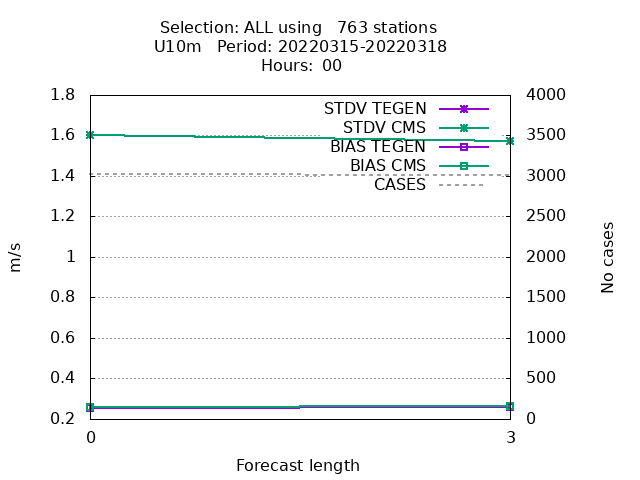 Selection: ALL using   763 stations
U10m   Period: 20220315-20220318
Hours: 00
1.8
1.6
1.4
1.2
1
0.8
0.6
0.4
0.2
4000
3500
3000
2500
2000
1500
1000
500
0
STDV TEGEN
STDV CMS
BIAS TEGEN
BIAS CMS
CASES
m/s
No cases
0
3
Forecast length